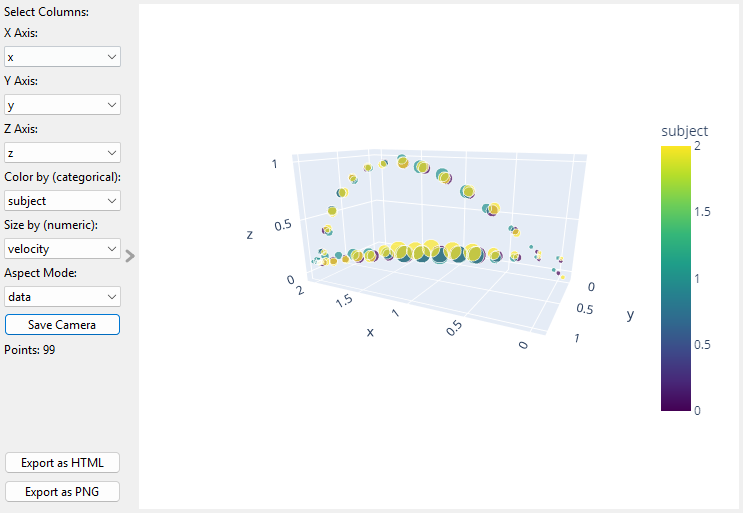 Select Columns:
X Axis:
x
Y Axis:
y
Z Axis:
z
Color by (categorical):
subject
Size by (numeric):
velocity
Aspect Mode:
data
Save Camera
Points: 99
Export as HTML
Export as PNG
1
0.5
0
z
2
1.5
1
0.5
0
x
0
0.5
1
y
subject
2
1.5
1
0.5
0